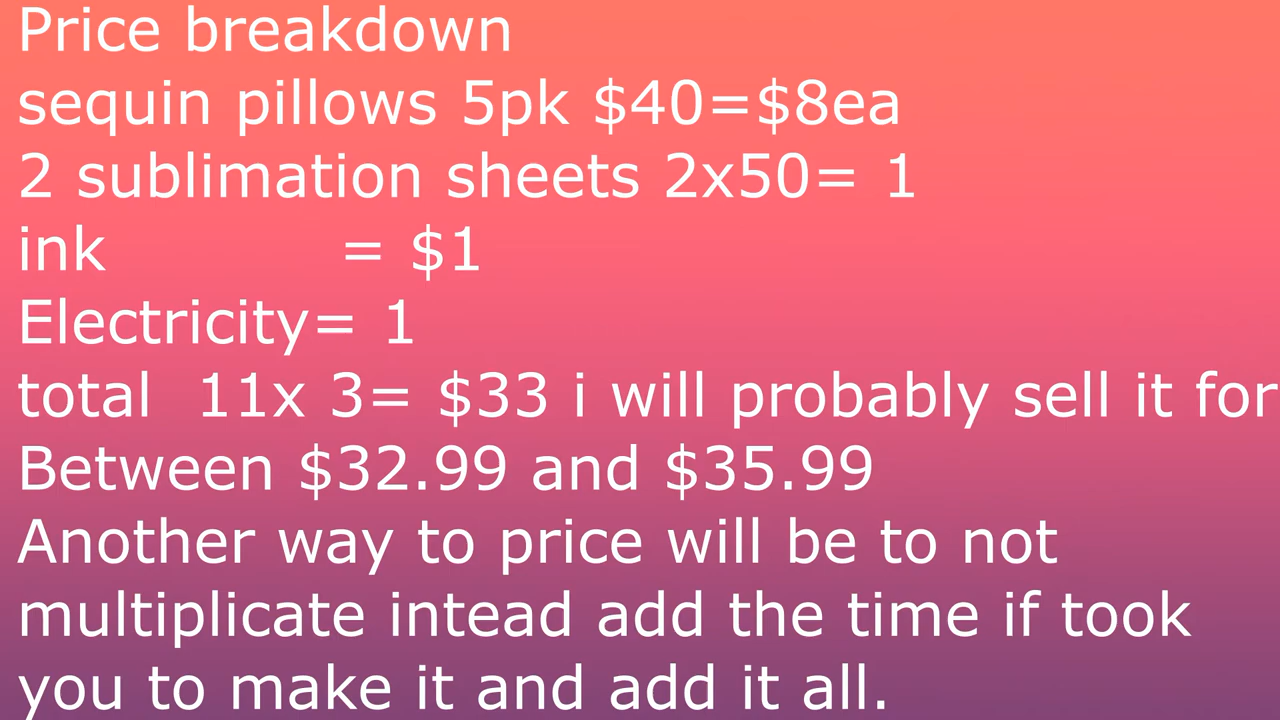 Price breakdown
sequin pillows 5pk $40=$8ea
2 sublimation sheets 2x50= 1
ink = $1
Electricity= 1
total 11x 3= $33 i will probably sell it for
Between $32.99 and $35.99
Another way to price will be to not
multiplicate intead add the time if took
you to make it and add it all.